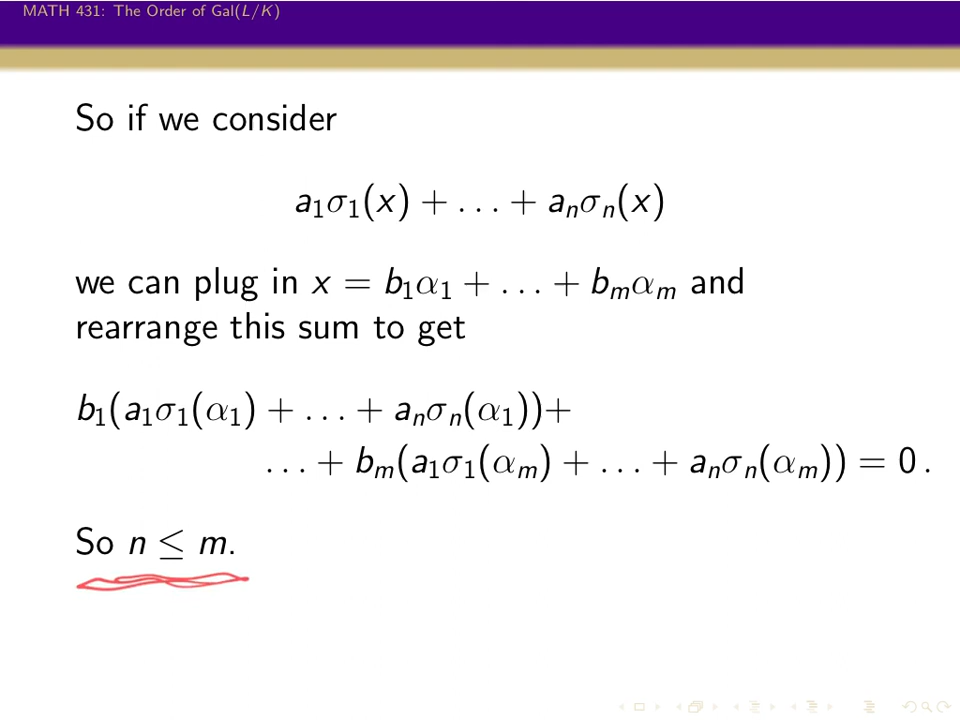 MATH 431: The Order of Gal(L/K)
So if we consider
a₁σ₁(x) + . . . + aₙσₙ(x)
we can plug in x = b₁α₁ + . . . + bₘαₘ and
rearrange this sum to get
b₁(a₁σ₁(α₁) + . . . + aₙσₙ(α₁))+
. . . + bₘ(a₁σ₁(αₘ) + . . . + aₙσₙ(αₘ)) = 0 .
So n ≤ m.